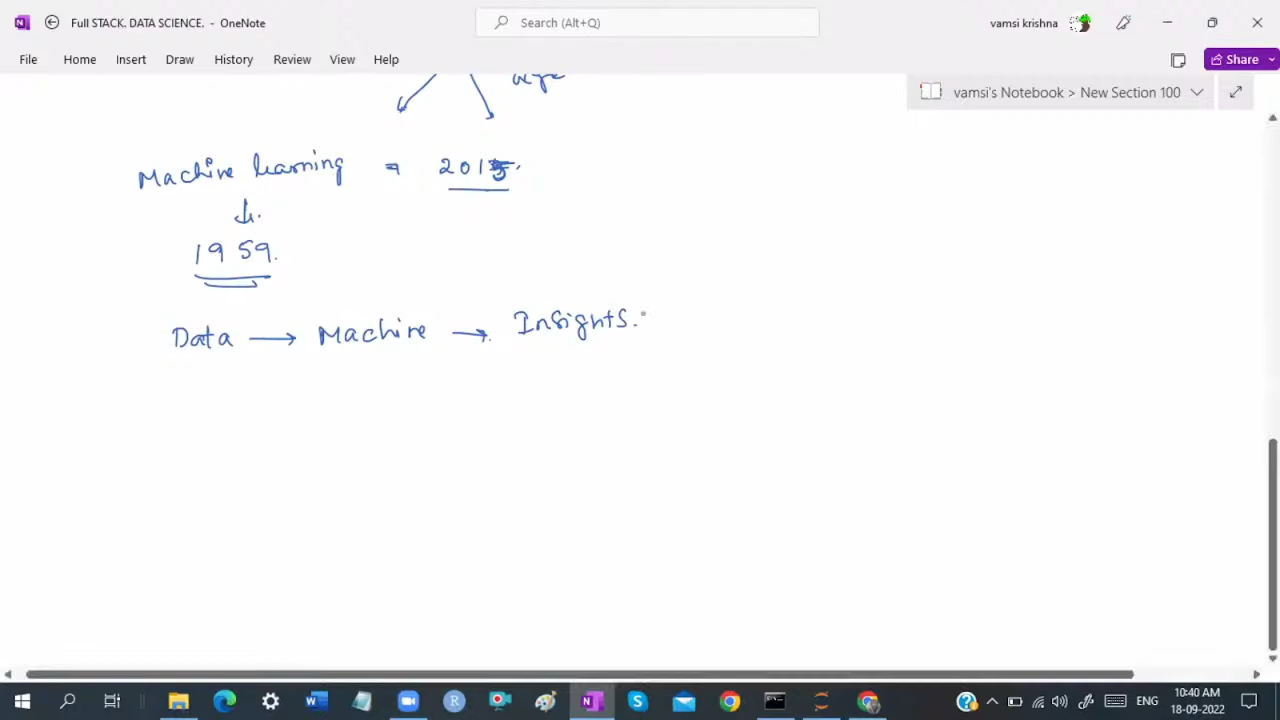 Full STACK. DATA SCIENCE. - OneNote
Search (Alt+Q)
vamsi krishna
File Home Insert Draw History Review View Help
Share
vamsi's Notebook > New Section 100
Machine learning = 2015.
1959.
Data → Machine → Insights.
ENG
10:40 AM
18-09-2022